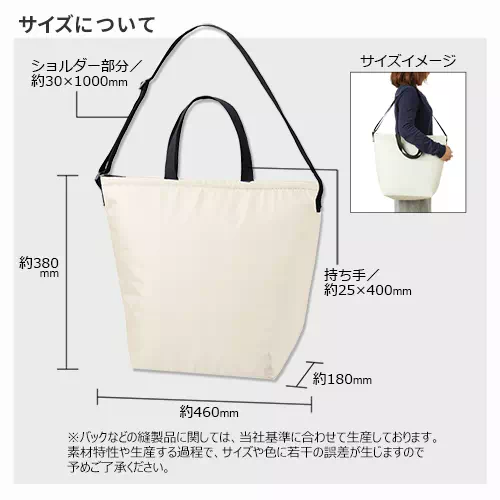 サイズについて
ショルダー部分／
約30×1000mm
サイズイメージ
約380
mm
持ち手／
約25×400mm
約180mm
約460mm
※バックなどの縫製品に関しては、当社基準に合わせて生産しております。
素材特性や生産する過程で、サイズや色に若干の誤差が生じますので
予めご了承ください。